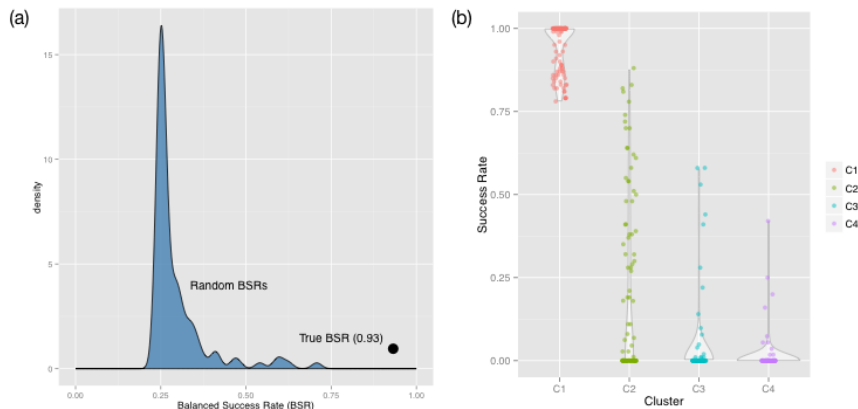 (a)
15
10
5
0
density
Random BSRs
True BSR (0.93)
0.00
0.25
0.50
0.75
1.00
Balanced Success Rate (BSR)
(b)
1.00
0.75
0.50
0.25
0.00
Success Rate
C1
C2
C3
C4
Cluster
C1
C2
C3
C4